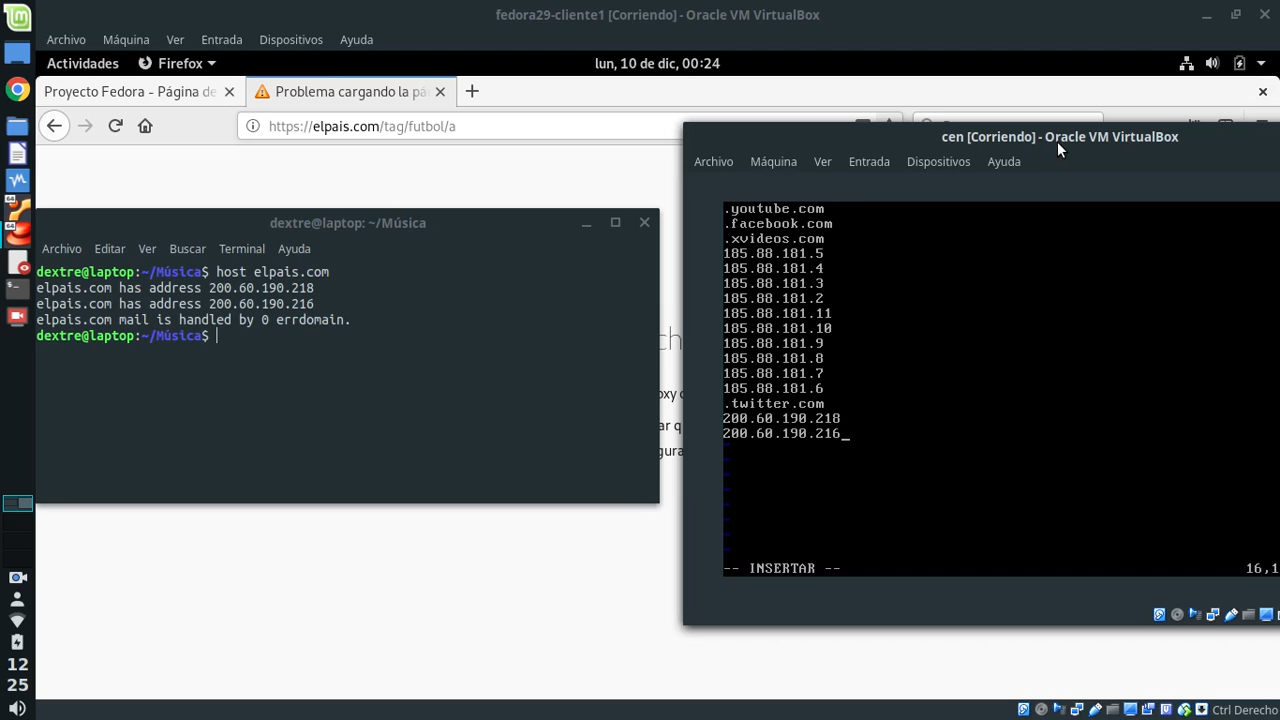 fedora29-cliente1 [Corriendo] - Oracle VM VirtualBox
Archivo Máquina Ver Entrada Dispositivos Ayuda
Actividades Firefox lun, 10 de dic, 00:24
Proyecto Fedora - Página de Problema cargando la pá
https://elpais.com/tag/futbol/a
cen [Corriendo] - Oracle VM VirtualBox
Archivo Máquina Ver Entrada Dispositivos Ayuda
dextre@laptop: ~/Música
Archivo Editar Ver Buscar Terminal Ayuda
dextre@laptop:~/Música$ host elpais.com
elpais.com has address 200.60.190.218
elpais.com has address 200.60.190.216
elpais.com mail is handled by 0 errdomain.
dextre@laptop:~/Música$
.youtube.com
.facebook.com
.xvideos.com
185.88.181.5
185.88.181.4
185.88.181.3
185.88.181.2
185.88.181.11
185.88.181.10
185.88.181.9
185.88.181.8
185.88.181.7
185.88.181.6
.twitter.com
200.60.190.218
200.60.190.216_
~
~
~
~
~
~
~
~
-- INSERTAR -- 16,1
64
64
12
25
Ctrl Derecho